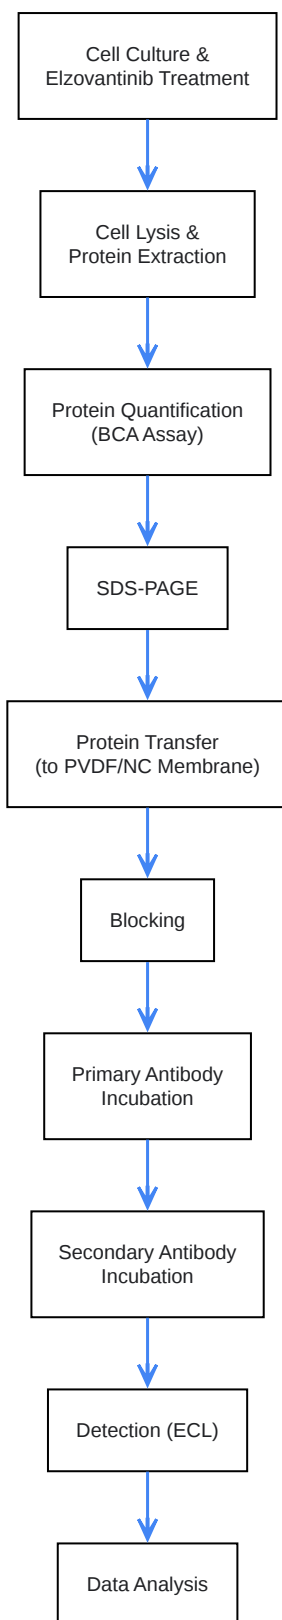 Cell Culture &
Elzovantinib Treatment
Cell Lysis &
Protein Extraction
Protein Quantification
(BCA Assay)
SDS-PAGE
Protein Transfer
(to PVDF/NC Membrane)
Blocking
Primary Antibody
Incubation
Secondary Antibody
Incubation
Detection (ECL)
Data Analysis